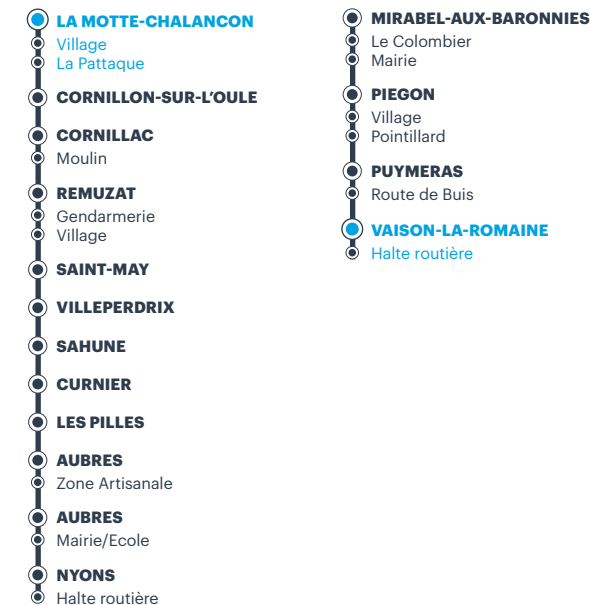 LA MOTTE-CHALANCON
Village
La Pattaque
CORNILLON-SUR-L'OULE
CORNILLAC
Moulin
REMUZAT
Gendarmerie
Village
SAINT-MAY
VILLEPERDRIX
SAHUNE
CURNIER
LES PILLES
AUBRES
Zone Artisanale
AUBRES
Mairie/Ecole
NYONS
Halte routière
MIRABEL-AUX-BARONNIES
Le Colombier
Mairie
PIEGON
Village
Pointillard
PUYMERAS
Route de Buis
VAISON-LA-ROMAINE
Halte routière